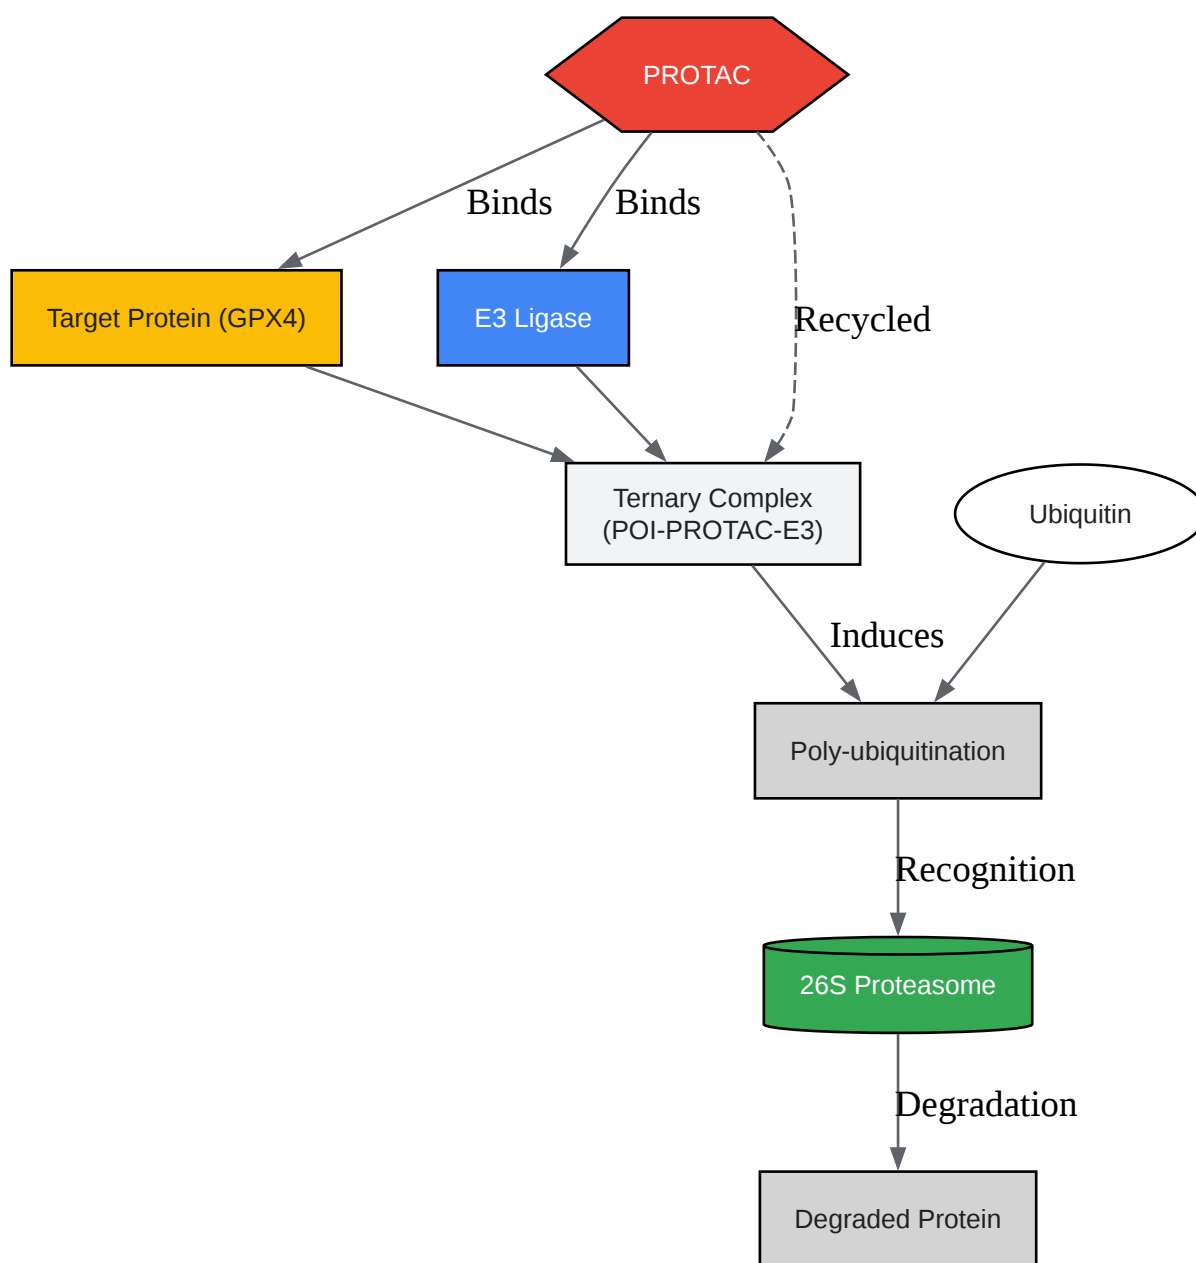 PROTAC
Binds
Binds
Target Protein (GPX4)
E3 Ligase
Recycled
Ternary Complex
(POI-PROTAC-E3)
Ubiquitin
Induces
Poly-ubiquitination
Recognition
26S Proteasome
Degradation
Degraded Protein